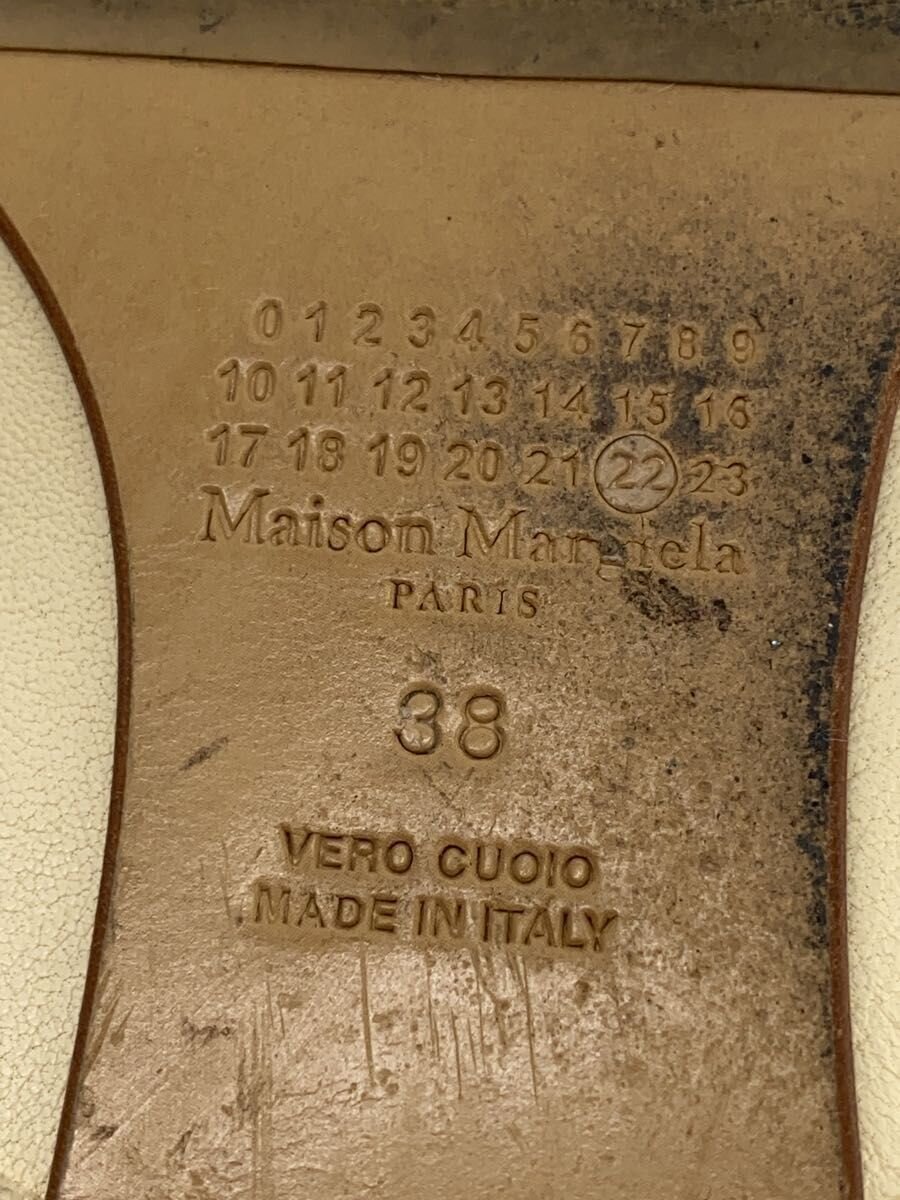 0 1 2 3 4 5 6 7 8 9
10 11 12 13 14 15 16
17 18 19 20 21 22 23
Maison Margiela
PARIS
38
VERO CUOIO
MADE IN ITALY